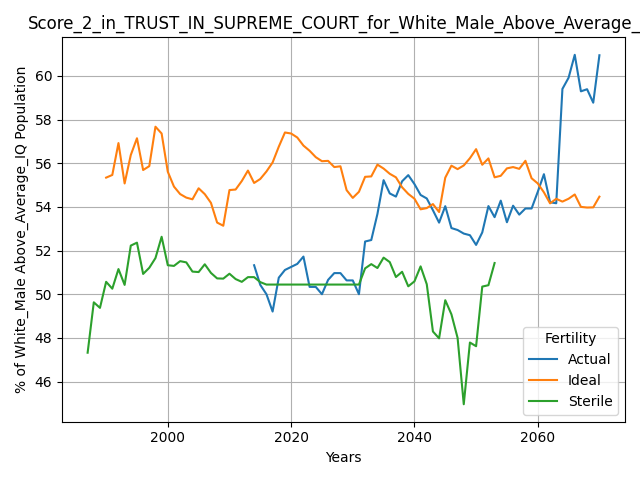 Score_2_in_TRUST_IN_SUPREME_COURT_for_White_Male_Above_Average_
% of White_Male Above_Average_IQ Population
60
58
56
54
52
50
48
46
2000
2020
2040
2060
Years
Fertility
Actual
Ideal
Sterile